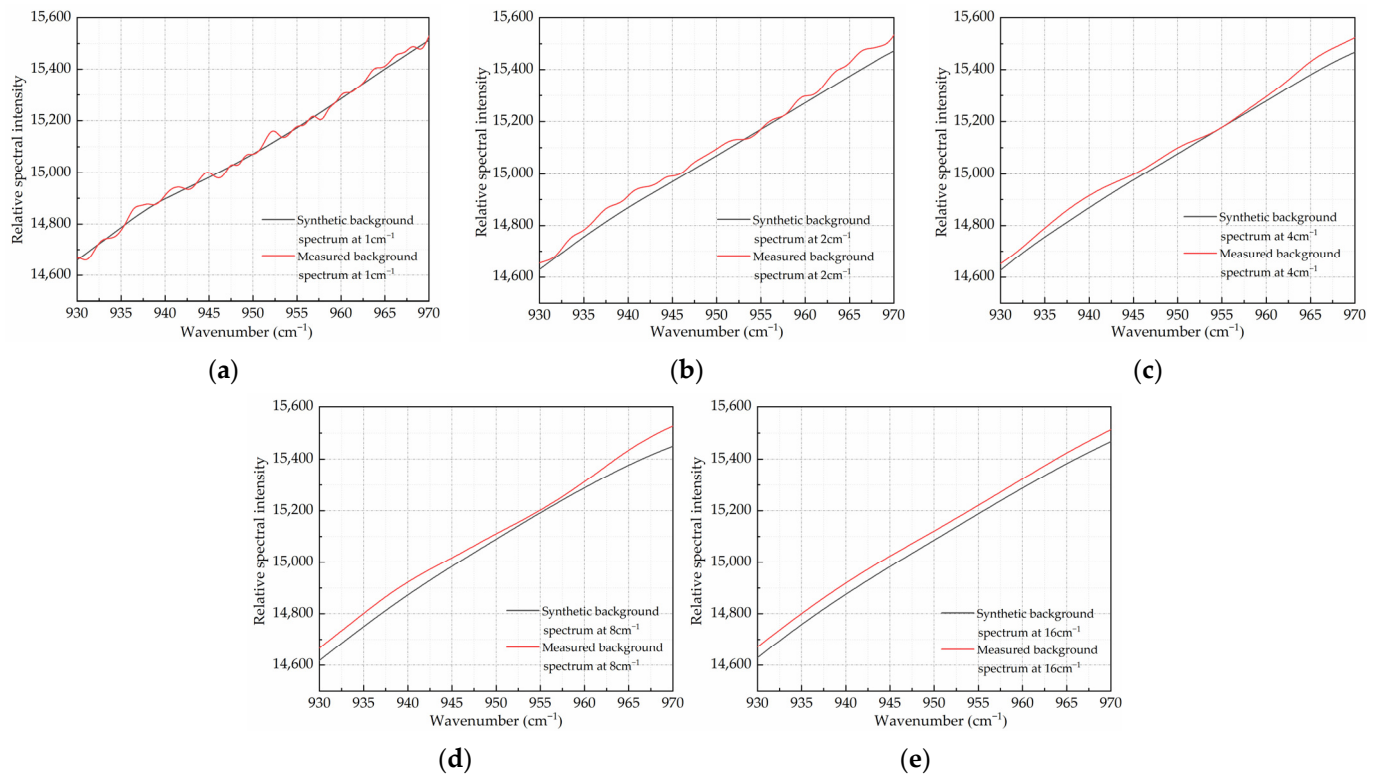 15,600
15,400
15,200
15,000
14,800
14,600
Relative spectral intensity
Synthetic background
spectrum at 1cm⁻¹
Measured background
spectrum at 1cm⁻¹
930 935 940 945 950 955 960 965 970
Wavenumber (cm⁻¹)
(a)
15,600
15,400
15,200
15,000
14,800
14,600
Relative spectral intensity
Synthetic background
spectrum at 2cm⁻¹
Measured background
spectrum at 2cm⁻¹
930 935 940 945 950 955 960 965 970
Wavenumber (cm⁻¹)
(b)
15,600
15,400
15,200
15,000
14,800
14,600
Relative spectral intensity
Synthetic background
spectrum at 4cm⁻¹
Measured background
spectrum at 4cm⁻¹
930 935 940 945 950 955 960 965 970
Wavenumber (cm⁻¹)
(c)
15,600
15,400
15,200
15,000
14,800
14,600
Relative spectral intensity
Synthetic background
spectrum at 8cm⁻¹
Measured background
spectrum at 8cm⁻¹
930 935 940 945 950 955 960 965 970
Wavenumber (cm⁻¹)
(d)
15,600
15,400
15,200
15,000
14,800
14,600
Relative spectral intensity
Synthetic background
spectrum at 16cm⁻¹
Measured background
spectrum at 16cm⁻¹
930 935 940 945 950 955 960 965 970
Wavenumber (cm⁻¹)
(e)